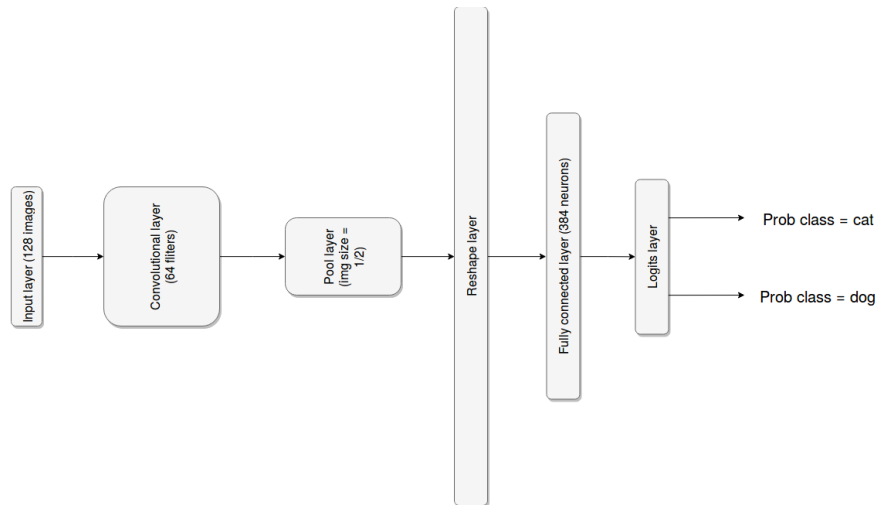 Input layer (128 images)
Convolutional layer
(64 fliters)
Pool layer
(img size =
1/2)
Reshape layer
Fully connected layer (384 neurons)
Logits layer
Prob class = cat
Prob class = dog